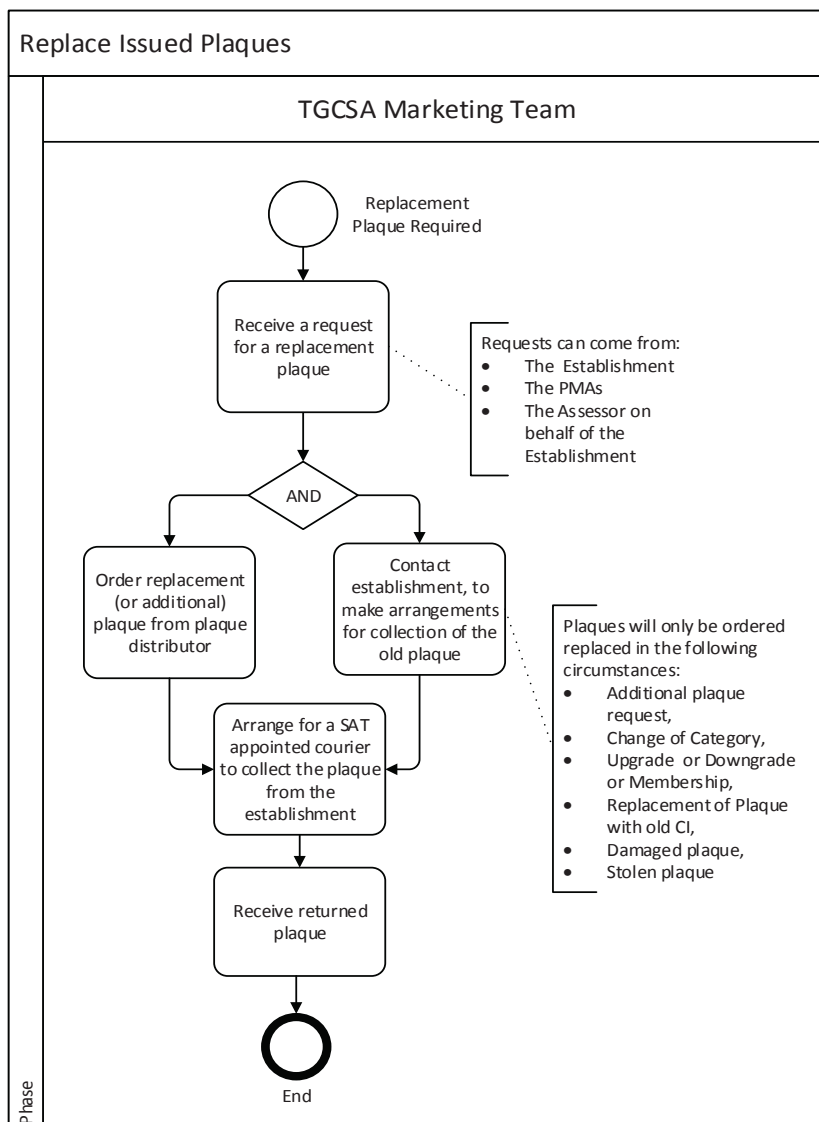 Replace Issued Plaques
TGCSA Marketing Team
Replacement
Plaque Required
Receive a request
for a replacement
plaque
Requests can come from:
• The Establishment
• The PMAs
• The Assessor on
behalf of the
Establishment
AND
Order replacement
(or additional)
plaque from plaque
distributor
Contact
establishment, to
make arrangements
for collection of the
old plaque
Plaques will only be ordered
replaced in the following
circumstances:
• Additional plaque
request,
• Change of Category,
• Upgrade or Downgrade
or Membership,
• Replacement of Plaque
with old CI,
• Damaged plaque,
• Stolen plaque
Arrange for a SAT
appointed courier
to collect the plaque
from the
establishment
Receive returned
plaque
End
Phase